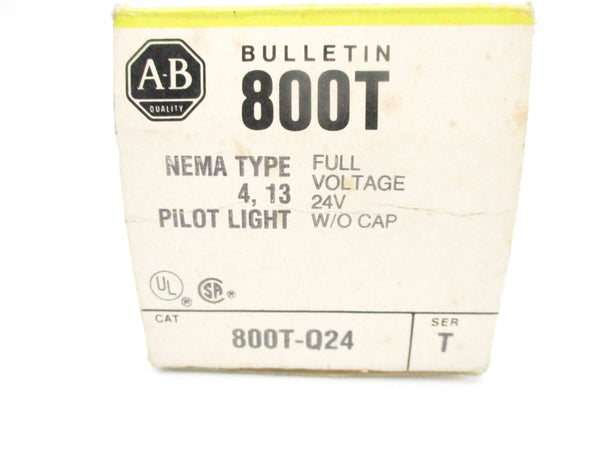 A-B
QUALITY
BULLETIN
800T
NEMA TYPE
4, 13
PILOT LIGHT
FULL
VOLTAGE
24V
W/O CAP
UL ®
SA ®
CAT
800T-Q24
SER
T